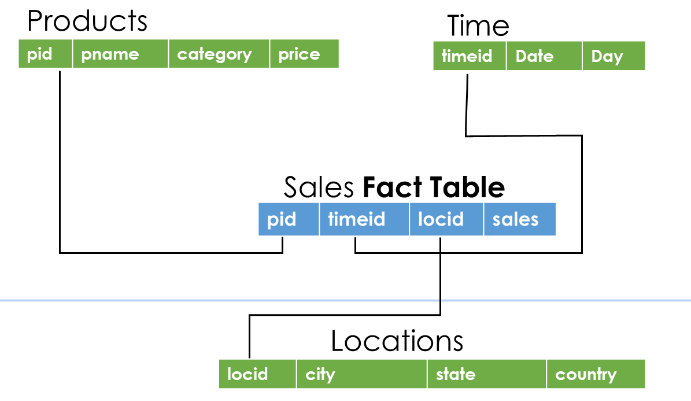 Products
pid pname category price
Time
timeid Date Day
Sales Fact Table
pid timeid locid sales
Locations
locid city state country